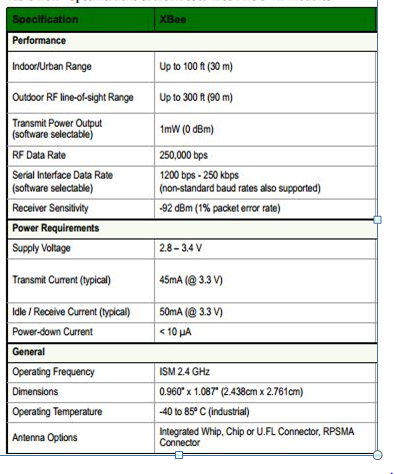 Specification XBee
Performance
Indoor/Urban Range Up to 100 ft (30 m)
Outdoor RF line-of-sight Range Up to 300 ft (90 m)
Transmit Power Output
(software selectable) 1mW (0 dBm)
RF Data Rate 250,000 bps
Serial Interface Data Rate 1200 bps - 250 kbps
(software selectable) (non-standard baud rates also supported)
Receiver Sensitivity -92 dBm (1% packet error rate)
Power Requirements
Supply Voltage 2.8 – 3.4 V
Transmit Current (typical) 45mA (@ 3.3 V)
Idle / Receive Current (typical) 50mA (@ 3.3 V)
Power-down Current < 10 µA
General
Operating Frequency ISM 2.4 GHz
Dimensions 0.960" x 1.087" (2.438cm x 2.761cm)
Operating Temperature -40 to 85º C (industrial)
Antenna Options Integrated Whip, Chip or U.FL Connector, RPSMA
Connector